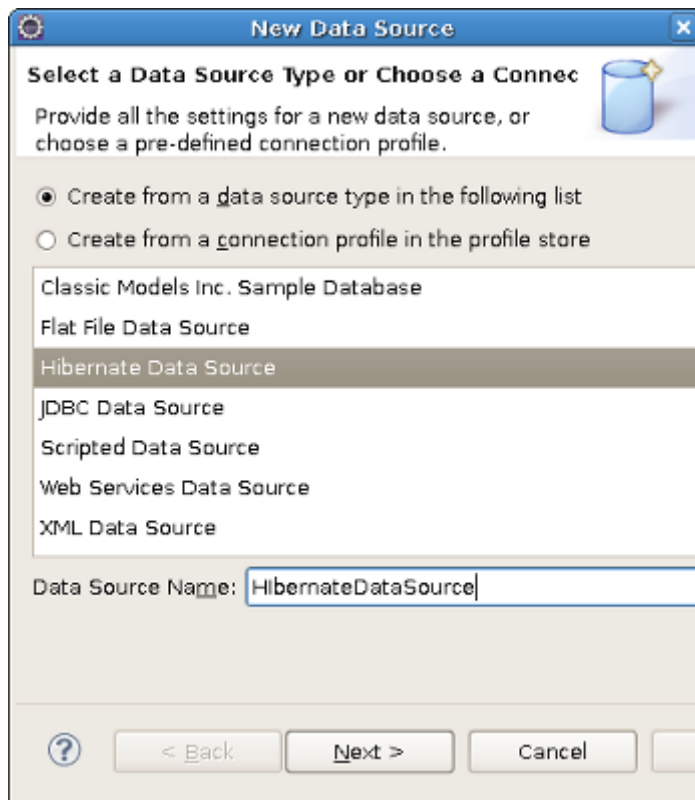 New Data Source
Select a Data Source Type or Choose a Connec
Provide all the settings for a new data source, or
choose a pre-defined connection profile.
Create from a data source type in the following list
Create from a connection profile in the profile store
Classic Models Inc. Sample Database
Flat File Data Source
Hibernate Data Source
JDBC Data Source
Scripted Data Source
Web Services Data Source
XML Data Source
Data Source Name: HIbernateDataSource
? < Back Next > Cancel